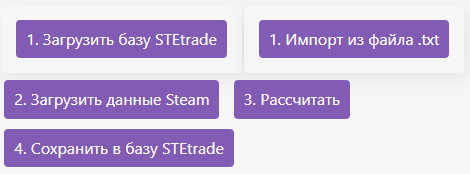 1. Загрузить базу STEtrade
1. Импорт из файла .txt
2. Загрузить данные Steam
3. Рассчитать
4. Сохранить в базу STEtrade